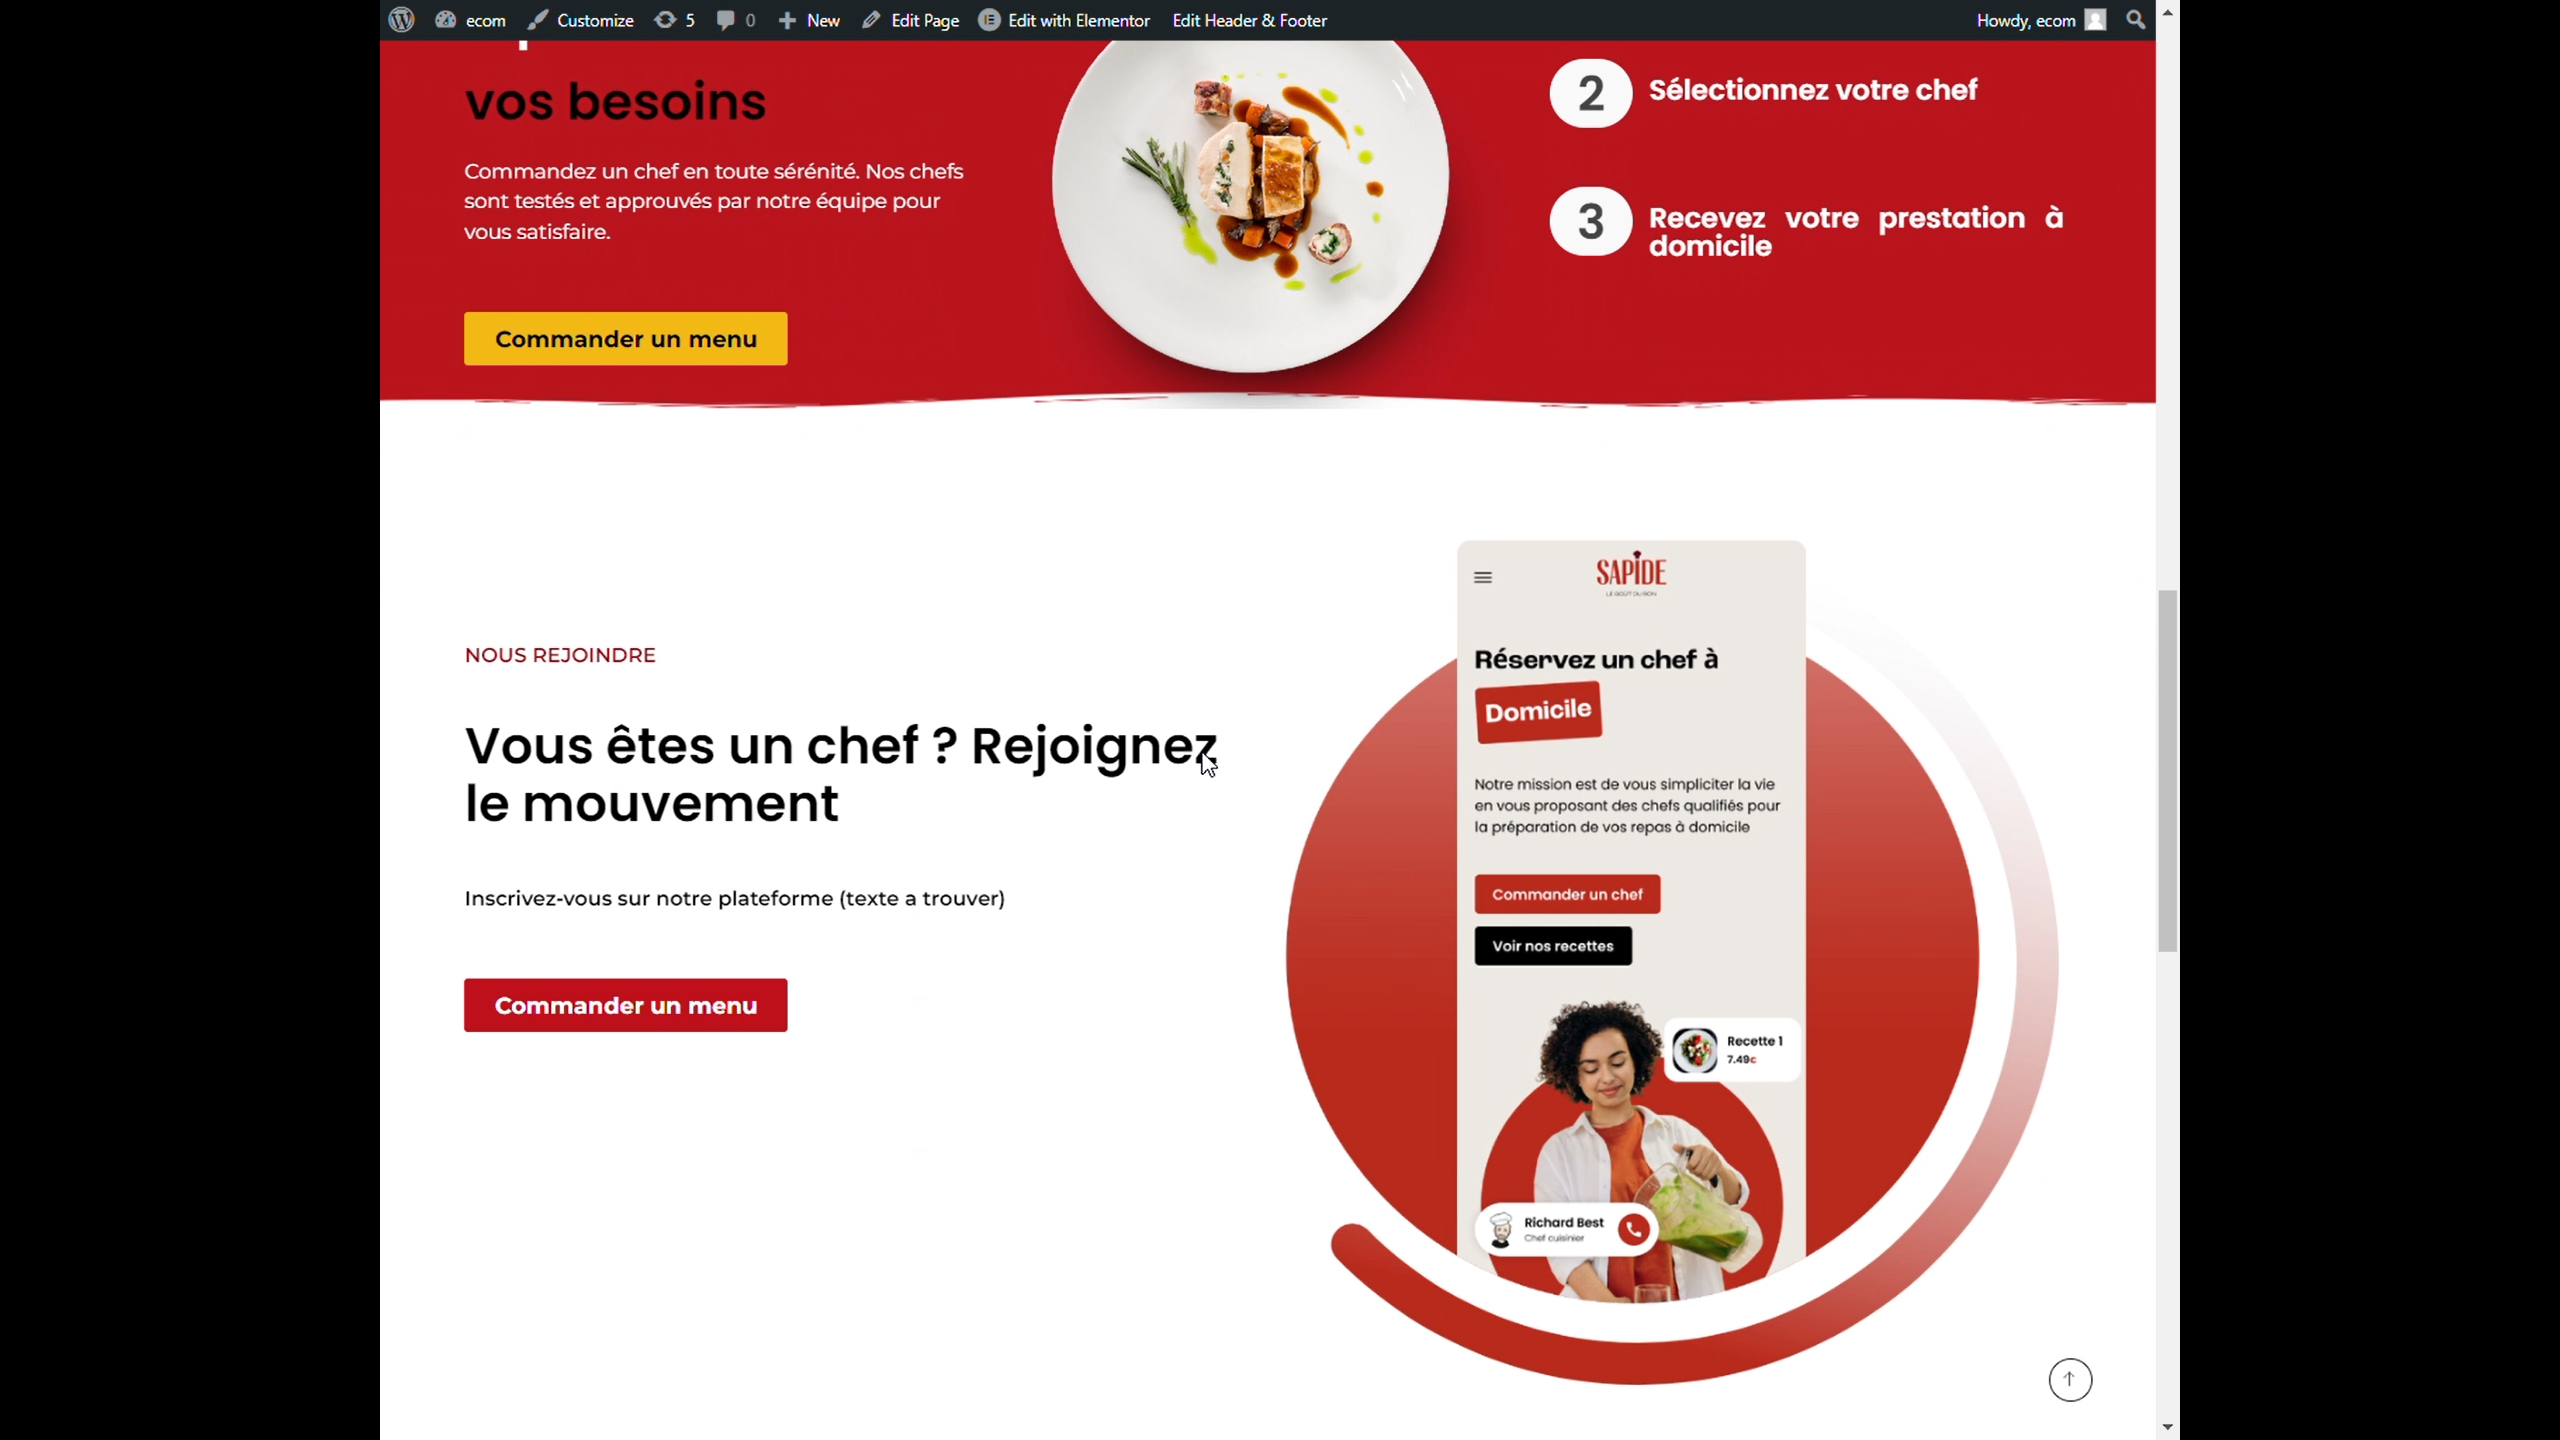 ecom Customize 5 0 New Edit Page Edit with Elementor Edit Header & Footer Howdy, ecom
vos besoins
Commandez un chef en toute sérénité. Nos chefs
sont testés et approuvés par notre équipe pour
vous satisfaire.
Commander un menu
2 Sélectionnez votre chef
3 Recevez votre prestation à
domicile
NOUS REJOINDRE
Vous êtes un chef ? Rejoignez
le mouvement
Inscrivez-vous sur notre plateforme (texte a trouver)
Commander un menu
SAPIDE
LE GOÛT DU BON
Réservez un chef à
Domicile
Notre mission est de vous simpliciter la vie
en vous proposant des chefs qualifiés pour
la préparation de vos repas à domicile
Commander un chef
Voir nos recettes
Recette 1
7.49c
Richard Best
Chef cuisinier